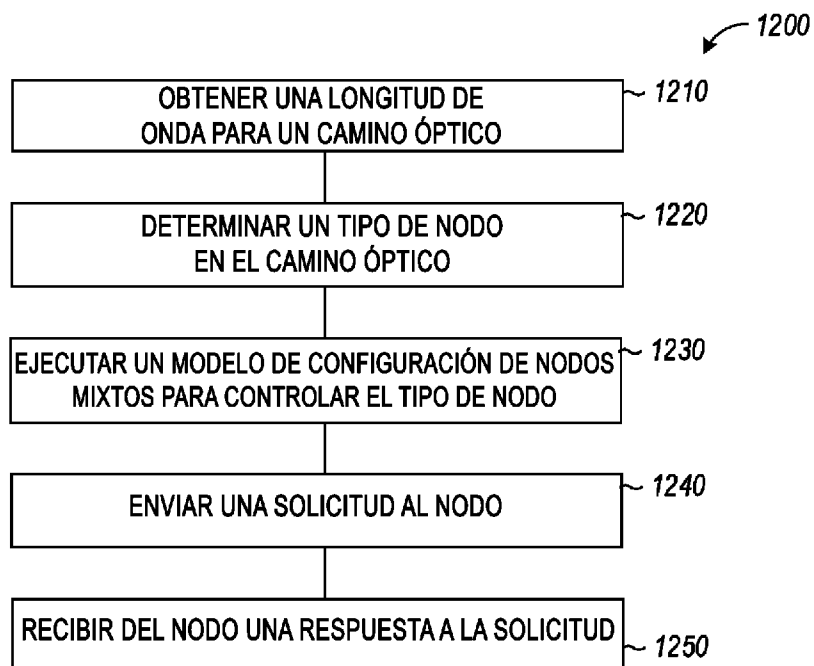 1200
OBTENER UNA LONGITUD DE
ONDA PARA UN CAMINO ÓPTICO
1210
DETERMINAR UN TIPO DE NODO
EN EL CAMINO ÓPTICO
1220
EJECUTAR UN MODELO DE CONFIGURACIÓN DE NODOS
MIXTOS PARA CONTROLAR EL TIPO DE NODO
1230
ENVIAR UNA SOLICITUD AL NODO
1240
RECIBIR DEL NODO UNA RESPUESTA A LA SOLICITUD
1250